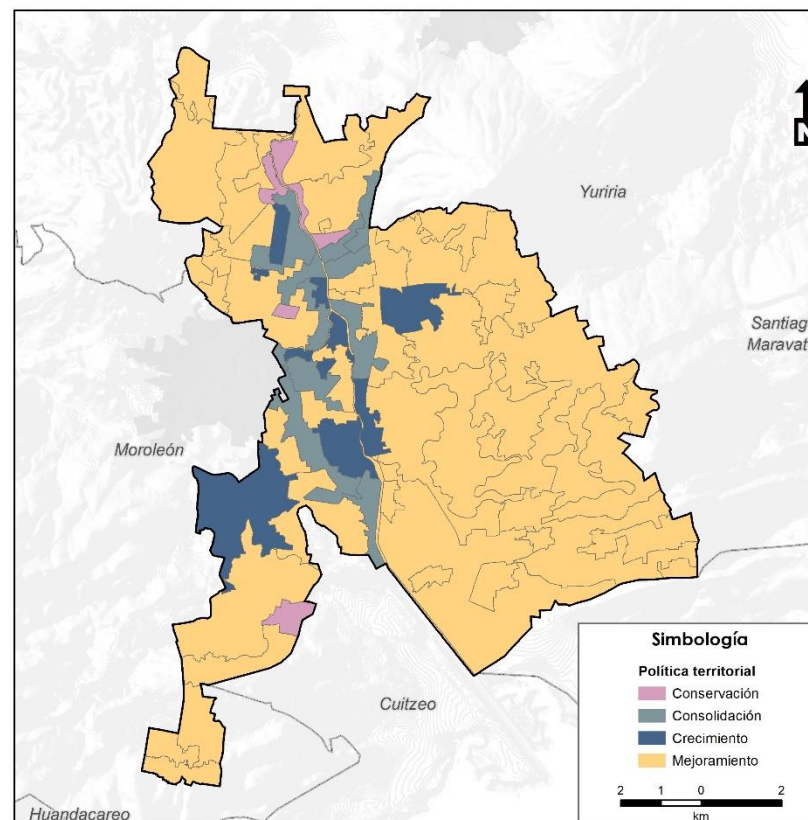 N
Yuriria
Santiag
Maravat
Moroleón
Cuitzeo
Huandacareo
Simbología
Política territorial
Conservación
Consolidación
Crecimiento
Mejoramiento
2 1 0 2
km